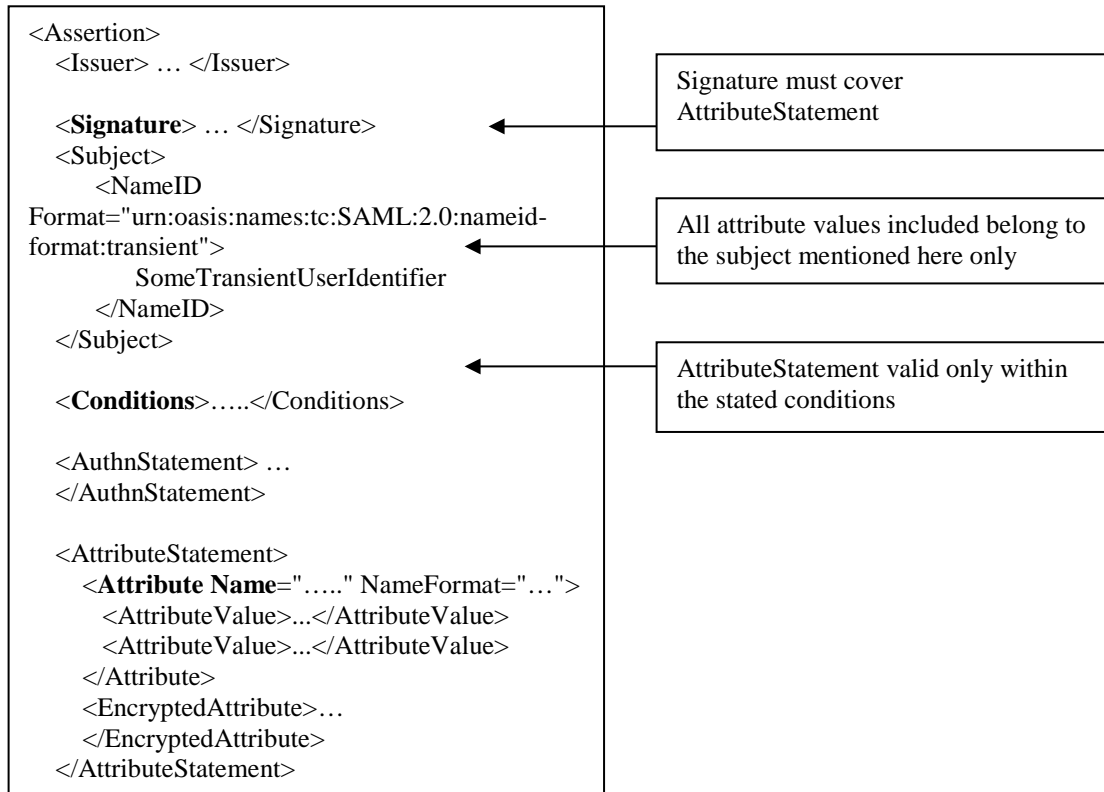 <Assertion>
<Issuer> … </Issuer>
<Signature> … </Signature>
<Subject>
<NameID
Format="urn:oasis:names:tc:SAML:2.0:nameid-
format:transient">
SomeTransientUserIdentifier
</NameID>
</Subject>
<Conditions>…..</Conditions>
<AuthnStatement> …
</AuthnStatement>
<AttributeStatement>
<Attribute Name="….." NameFormat="…">
<AttributeValue>...</AttributeValue>
<AttributeValue>...</AttributeValue>
</Attribute>
<EncryptedAttribute>…
</EncryptedAttribute>
</AttributeStatement>
Signature must cover
AttributeStatement
All attribute values included belong to
the subject mentioned here only
AttributeStatement valid only within
the stated conditions